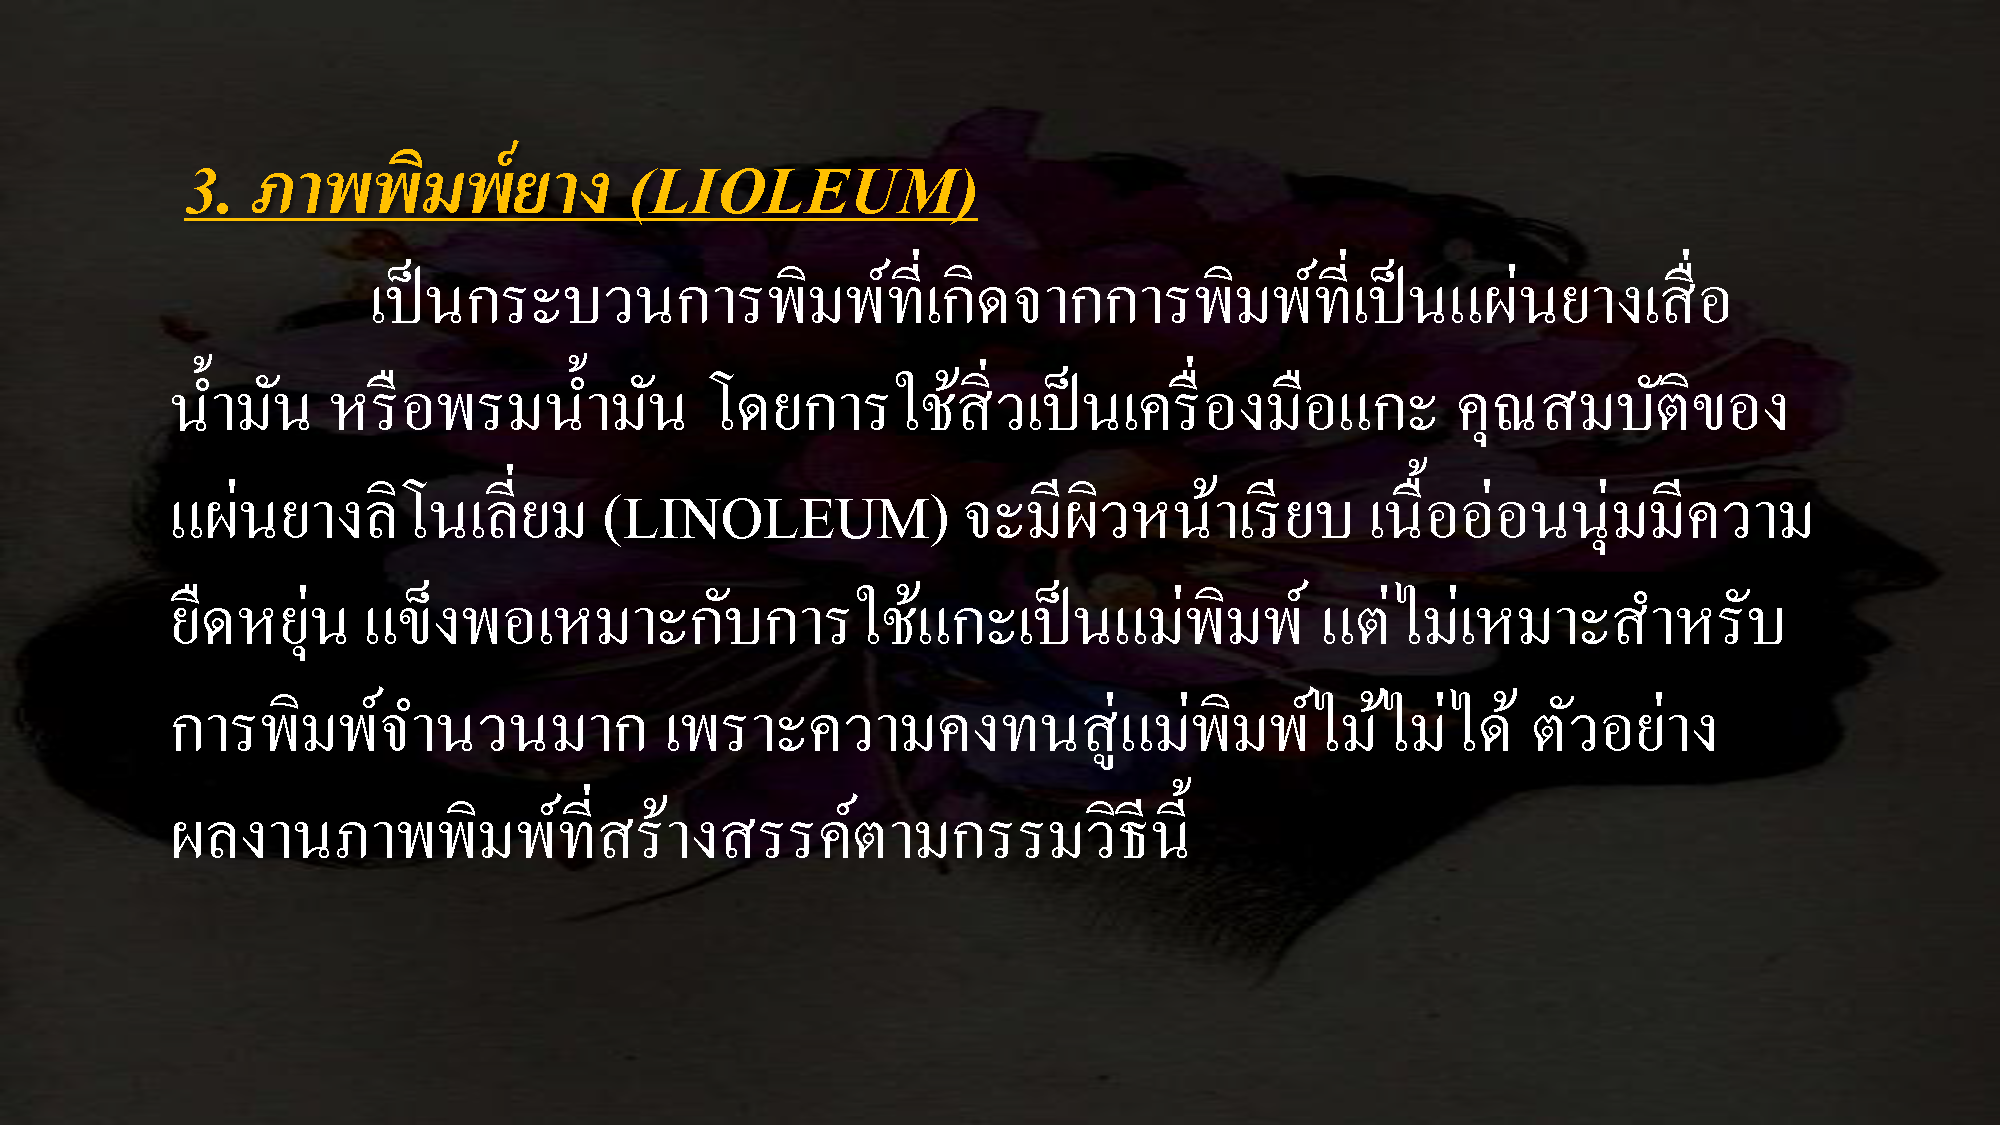 3. ภาพพิมพ์ยาง (LIOLEUM)
เป็นกระบวนการพิมพ์ที่เกิดจากการพิมพ์ที่เป็นแผ่นยางเสื่อ
น้ำมัน หรือพรมน้ำมัน โดยการใช้สิ่วเป็นเครื่องมือแกะ คุณสมบัติของ
แผ่นยางลิโนเลี่ยม (LINOLEUM) จะมีผิวหน้าเรียบ เนื้ออ่อนนุ่มมีความ
ยืดหยุ่น แข็งพอเหมาะกับการใช้แกะเป็นแม่พิมพ์ แต่ไม่เหมาะสำหรับ
การพิมพ์จำนวนมาก เพราะความคงทนสู่แม่พิมพ์ไม้ไม่ได้ ตัวอย่าง
ผลงานภาพพิมพ์ที่สร้างสรรค์ตามกรรมวิธีนี้